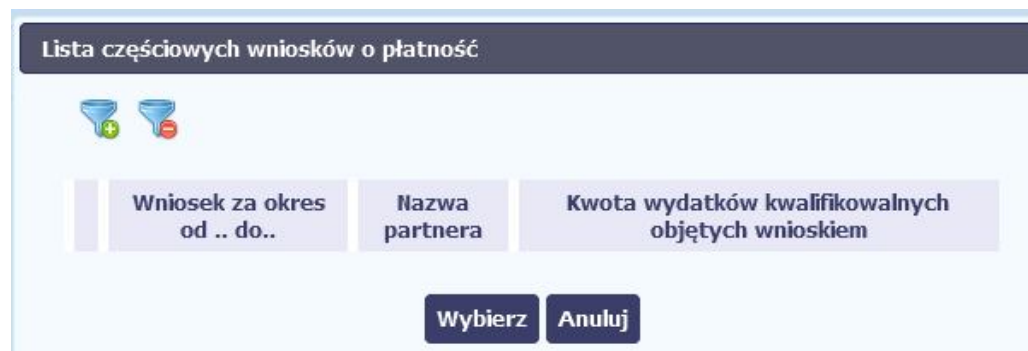 Lista częściowych wniosków o płatność
Wniosek za okres
od .. do..
Nazwa
partnera
Kwota wydatków kwalifikowalnych
objętych wnioskiem
Wybierz Anuluj